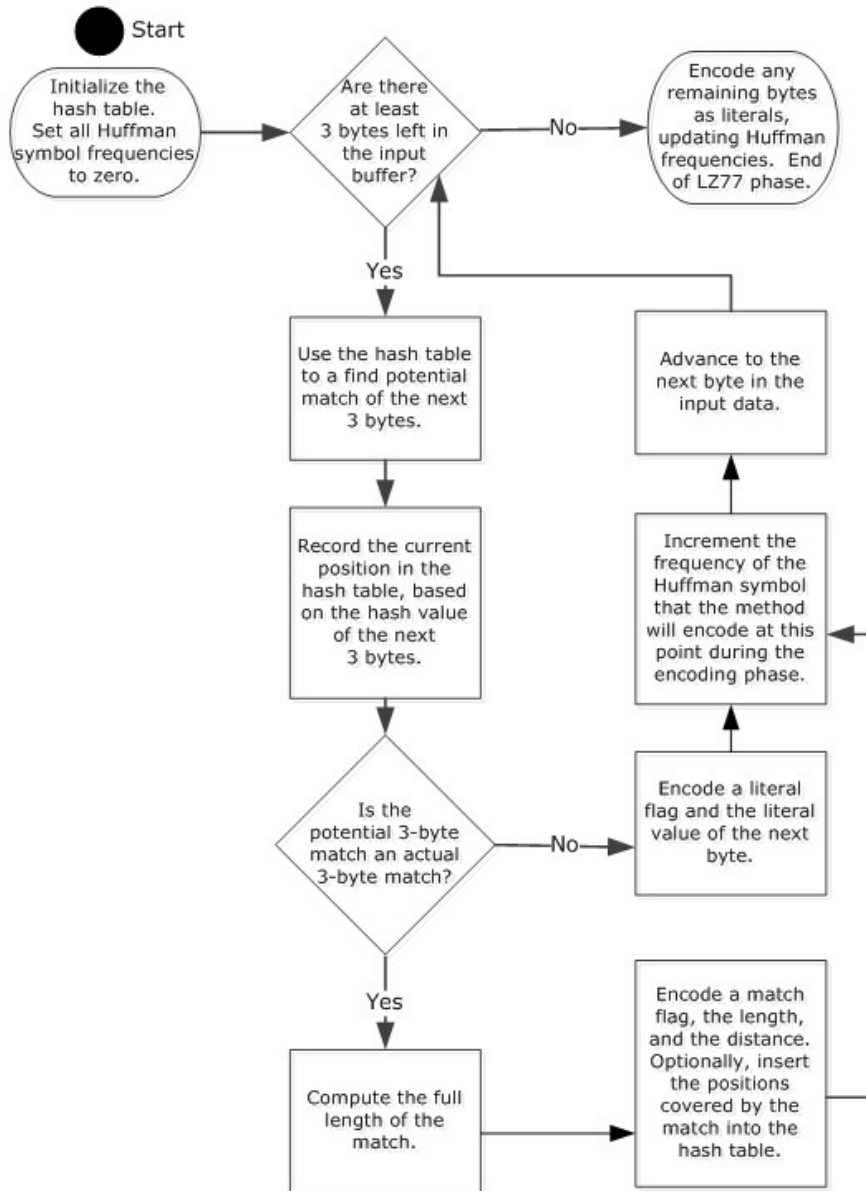 Start
Initialize the
hash table.
Set all Huffman
symbol frequencies
to zero.
Are there
at least
3 bytes left in
the input
buffer?
No
Encode any
remaining bytes
as literals,
updating Huffman
frequencies.  End
of LZ77 phase.
Yes
Use the hash table
to a find potential
match of the next
3 bytes.
Advance to the
next byte in the
input data.
Record the current
position in the
hash table, based
on the hash value
of the next
3 bytes.
Increment the
frequency of the
Huffman symbol
that the method
will encode at this
point during the
encoding phase.
Is the
potential 3-byte
match an actual
3-byte match?
No
Encode a literal
flag and the literal
value of the next
byte.
Yes
Compute the full
length of the
match.
Encode a match
flag, the length,
and the distance.
Optionally, insert
the positions
covered by the
match into the
hash table.